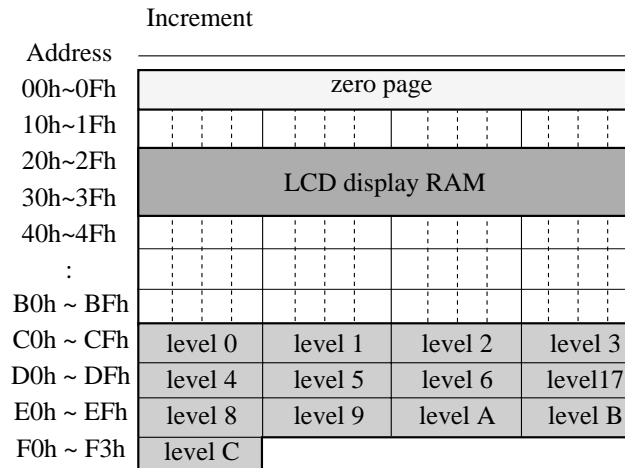 Increment
Address
00h~0Fh zero page
10h~1Fh
20h~2Fh
LCD display RAM
30h~3Fh
40h~4Fh
:
B0h ~ BFh
C0h ~ CFh level 0 level 1 level 2 level 3
D0h ~ DFh level 4 level 5 level 6 level17
E0h ~ EFh level 8 level 9 level A level B
F0h ~ F3h level C